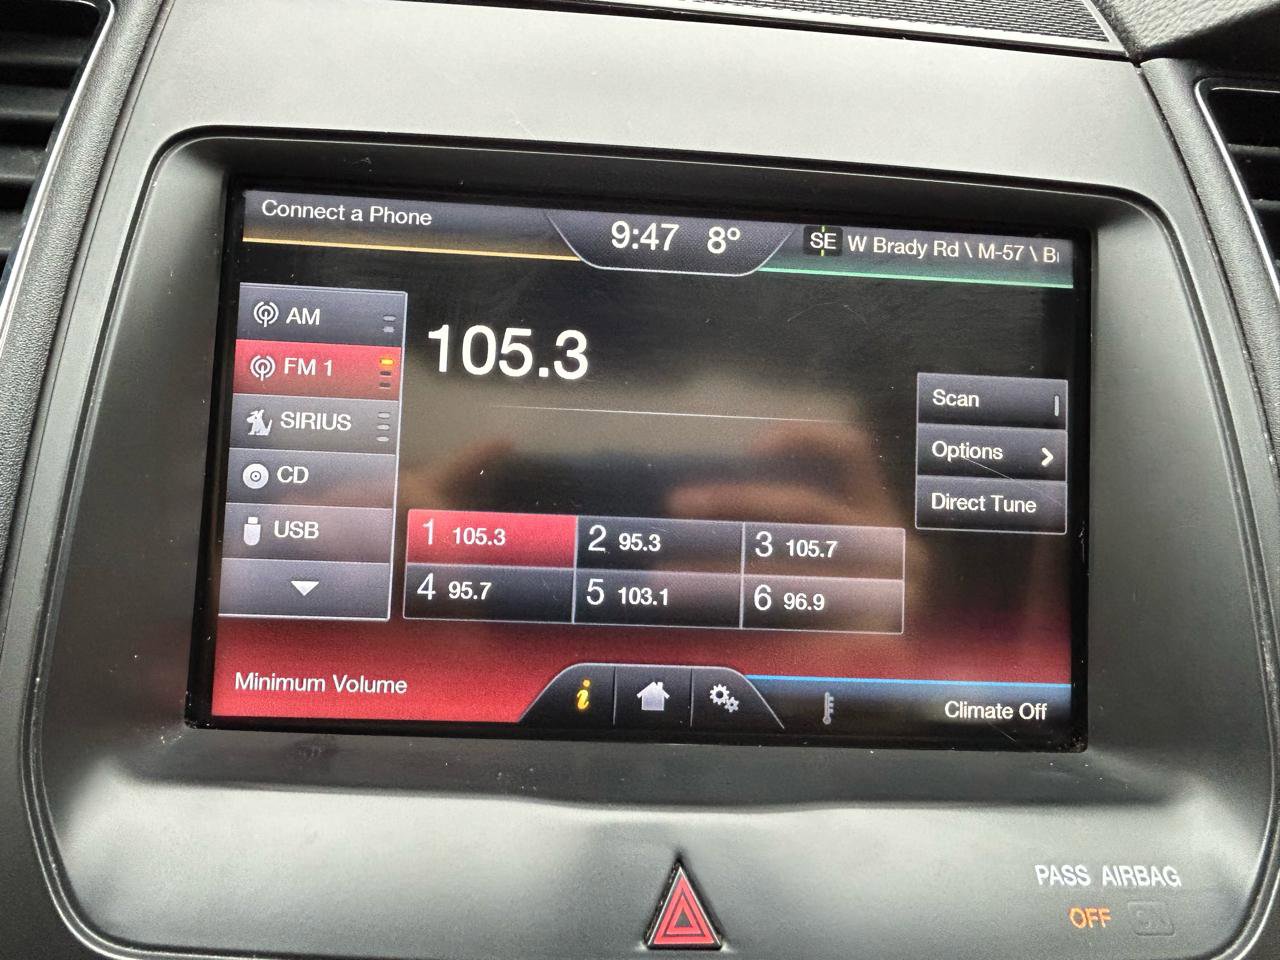 Connect a Phone
9:47 8°
SE W Brady Rd \ M-57 \ B
AM
FM 1
SIRIUS
CD
USB
105.3
Scan
Options
Direct Tune
1 105.3 2 95.3 3 105.7
4 95.7 5 103.1 6 96.9
Minimum Volume
i
Climate Off
PASS AIRBAG
OFF ON